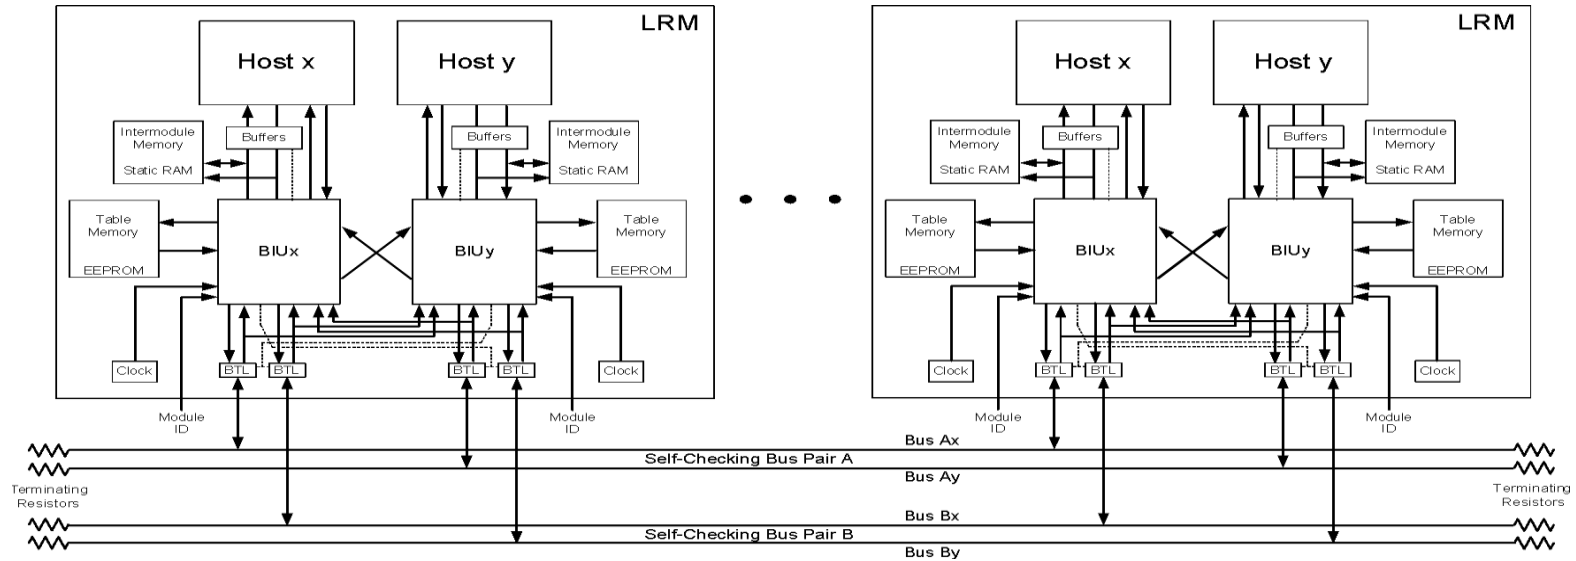 LRM
LRM
Host x
Host y
Host x
Host y
Intermodule
Memory
Static RAM
Buffers
Buffers
Intermodule
Memory
Static RAM
Intermodule
Memory
Static RAM
Buffers
Buffers
Intermodule
Memory
Static RAM
Table
Memory
EEPROM
BIUx
BIUy
Table
Memory
EEPROM
Table
Memory
EEPROM
BIUx
BIUy
Table
Memory
EEPROM
Clock
BTL
BTL
BTL
BTL
Clock
Clock
BTL
BTL
BTL
BTL
Clock
Module
ID
Module
ID
Module
ID
Module
ID
Bus Ax
Self-Checking Bus Pair A
Bus Ay
Terminating
Resistors
Terminating
Resistors
Bus Bx
Self-Checking Bus Pair B
Bus By